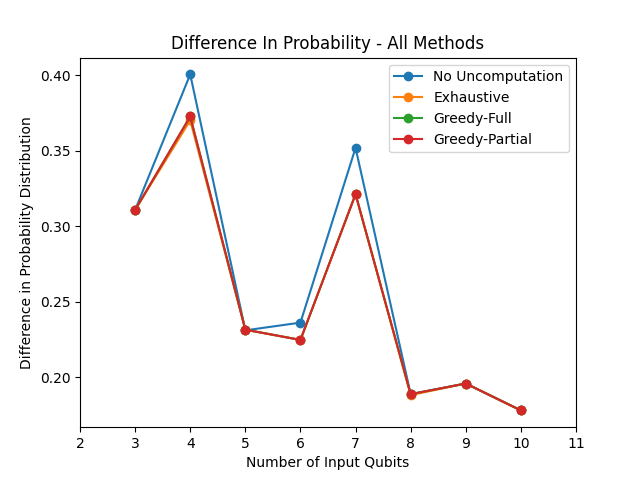 Difference In Probability - All Methods
No Uncomputation
Exhaustive
Greedy-Full
Greedy-Partial
Difference in Probability Distribution
0.40
0.35
0.30
0.25
0.20
2 3 4 5 6 7 8 9 10 11
Number of Input Qubits